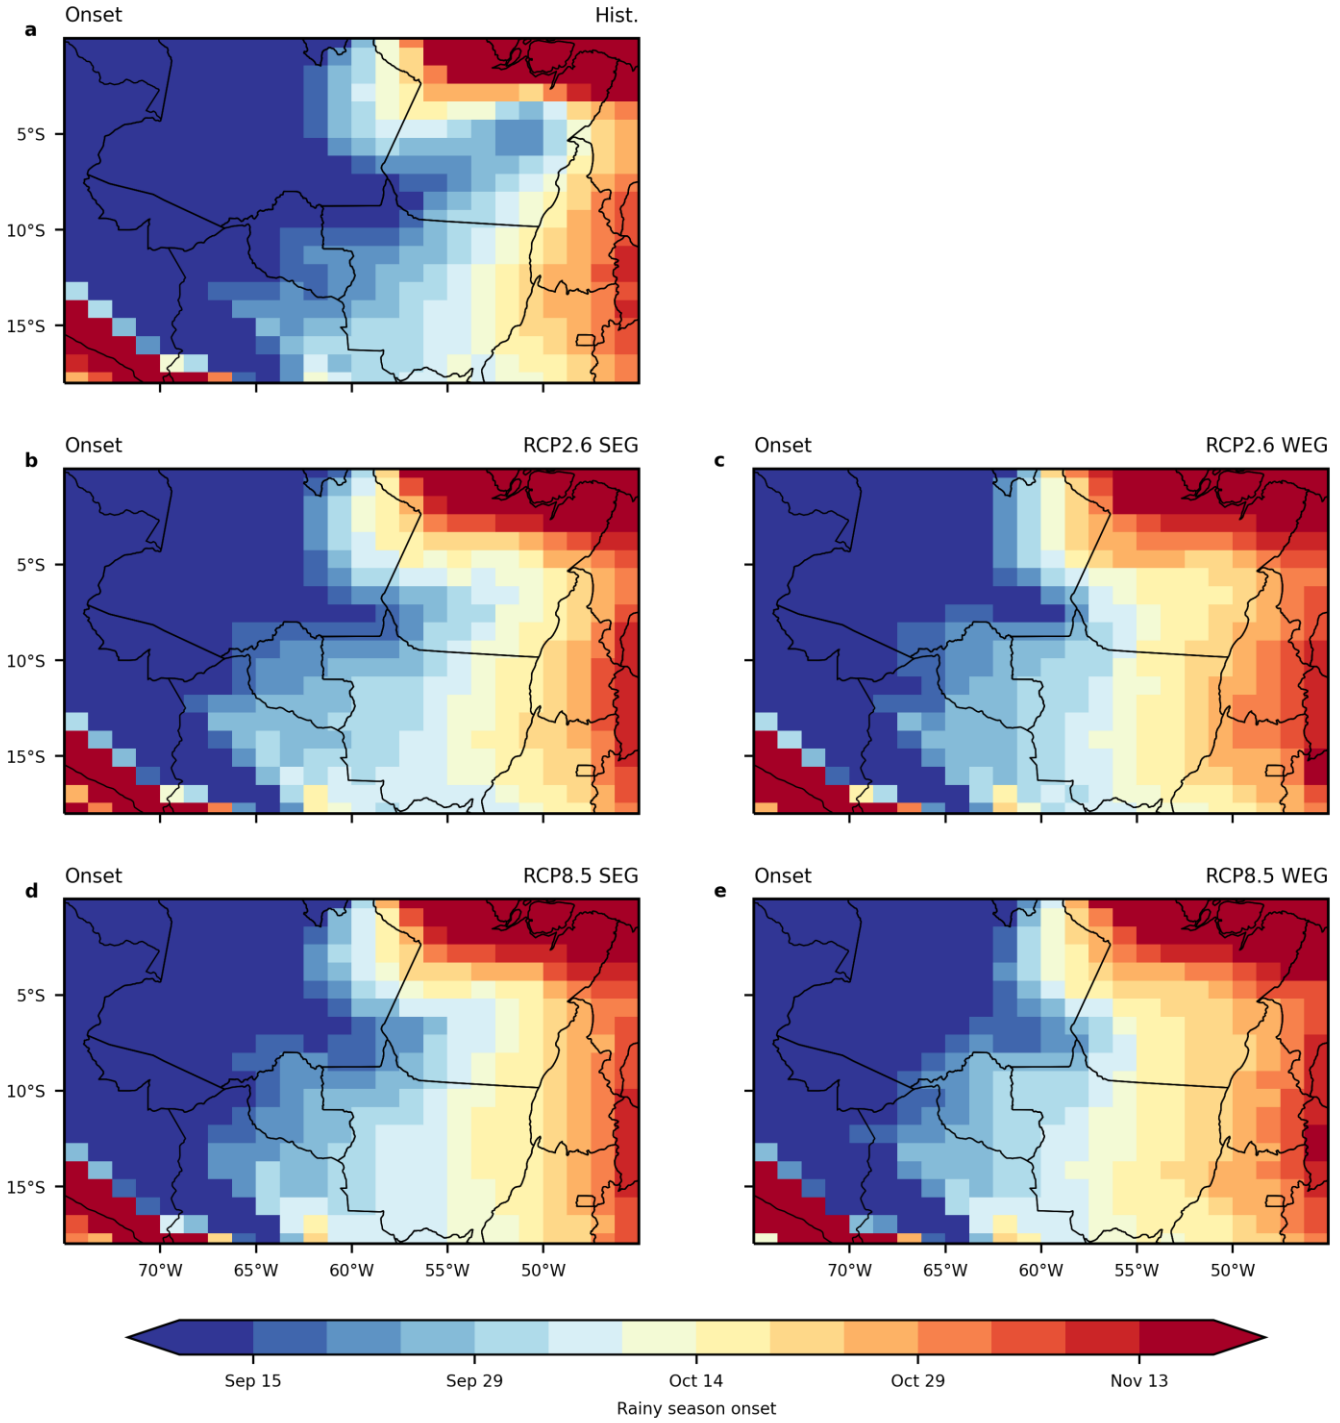 a
Onset
Hist.
5°S
10°S
15°S
b
Onset
RCP2.6 SEG
c
Onset
RCP2.6 WEG
5°S
10°S
15°S
d
Onset
RCP8.5 SEG
e
Onset
RCP8.5 WEG
5°S
10°S
15°S
70°W 65°W 60°W 55°W 50°W
70°W 65°W 60°W 55°W 50°W
Sep 15 Sep 29 Oct 14 Oct 29 Nov 13
Rainy season onset